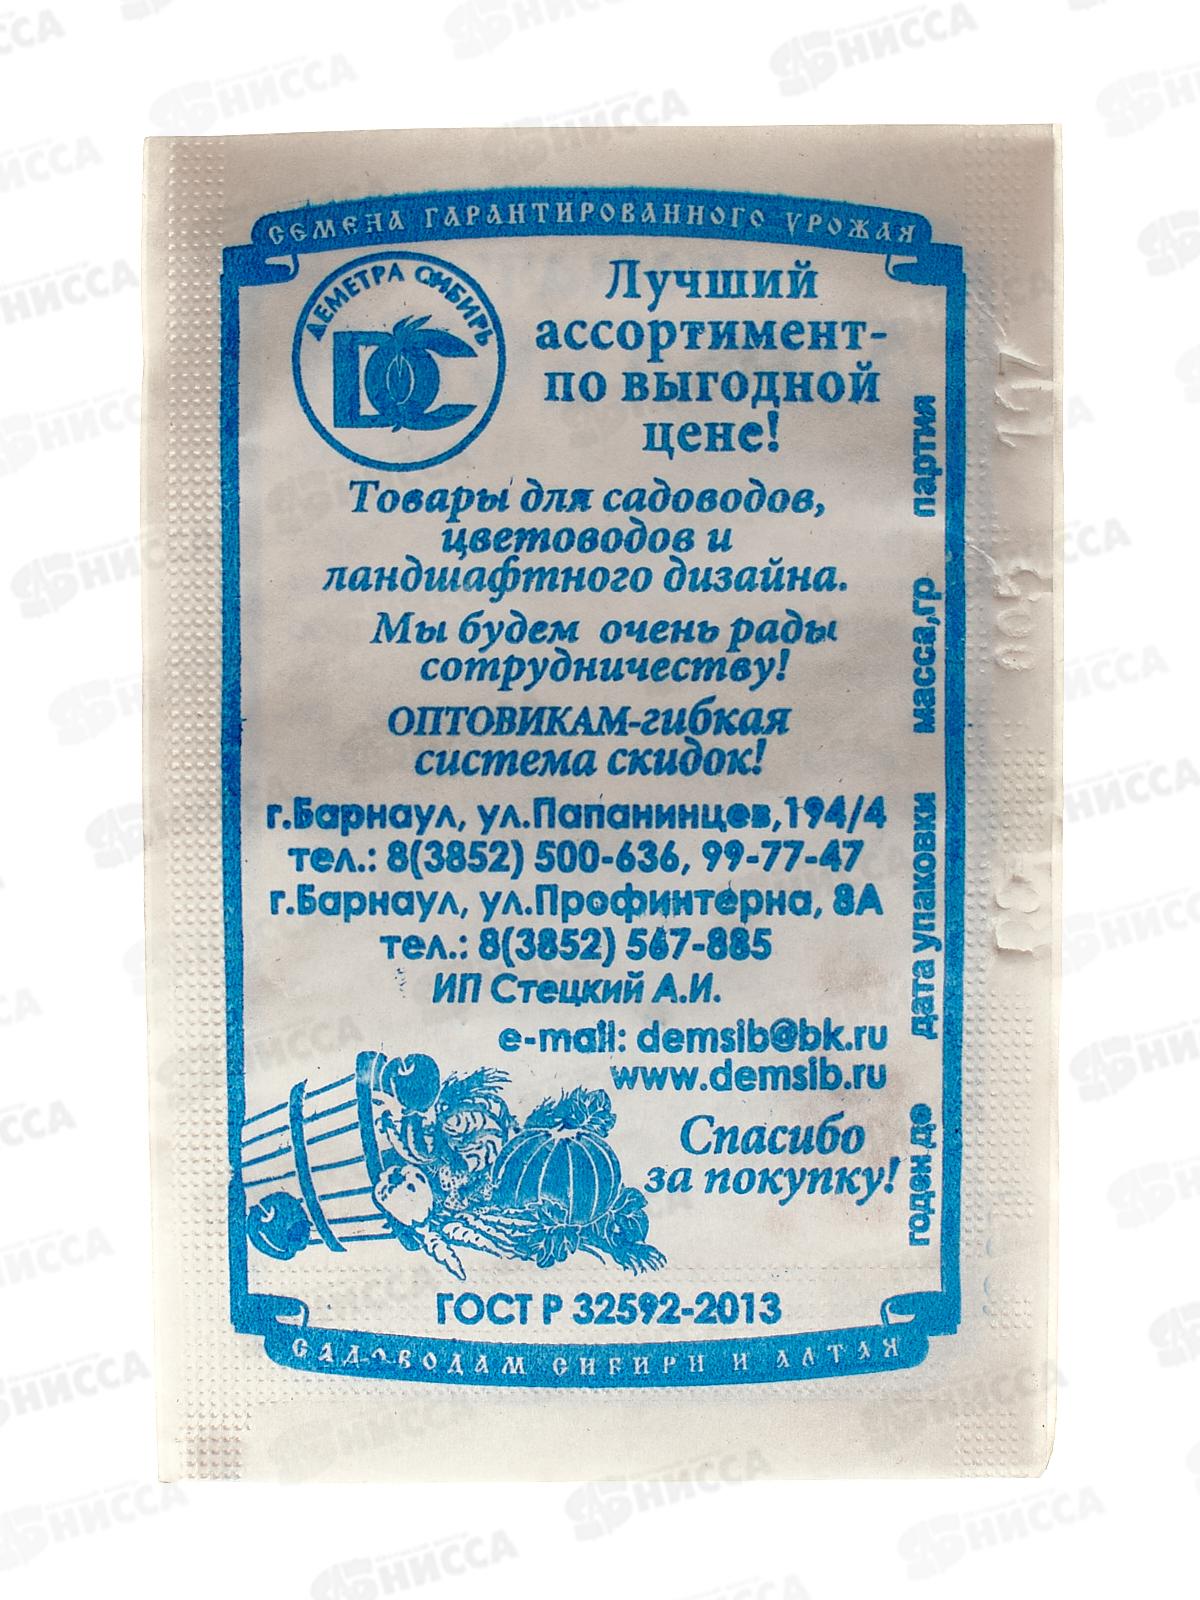 СЕМЕНА ГАРАНТИРОВАННОГО УРОЖАЯ
ДЕМЕТРА СИБИРЬ
DC
Лучший
ассортимент-
по выгодной
цене!
Товары для садоводов,
цветоводов и
ландшафтного дизайна.
Мы будем очень рады
сотрудничеству!
ОПТОВИКАМ-гибкая
система скидок!
г.Барнаул, ул.Папанинцев,194/4
тел.: 8(3852) 500-636, 99-77-47
г.Барнаул, ул.Профинтерна, 8А
тел.: 8(3852) 567-885
ИП Стецкий А.И.
e-mail: demsib@bk.ru
www.demsib.ru
Спасибо
за покупку!
ГОСТ Р 32592-2013
САДОВОДАМ СИБИРИ И АЛТАЯ
годен до дата упаковки масса,гр партия
НИССА